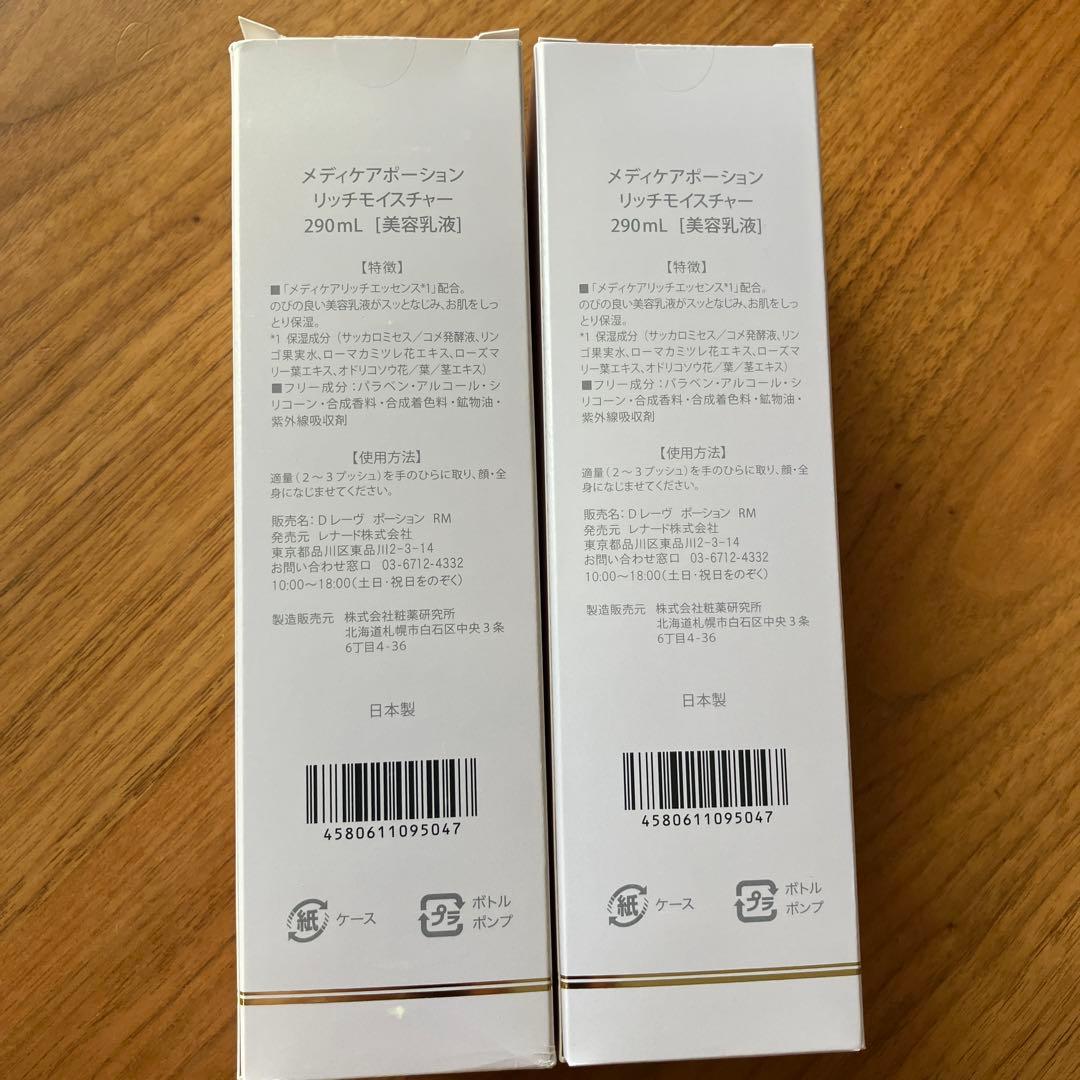 メディケアポーション
リッチモイスチャー
290mL [美容乳液]
【特徴】
■「メディケアリッチエッセンス*1」配合。
のびの良い美容乳液がスッとなじみ、お肌をしっ
とり保湿。
*1 保湿成分（サッカロミセス／コメ発酵液、リン
ゴ果実水、ローマカミツレ花エキス、ローズマ
リー葉エキス、オドリコソウ花／葉／茎エキス）
■フリー成分：パラベン・アルコール・シ
リコーン・合成香料・合成着色料・鉱物油・
紫外線吸収剤
【使用方法】
適量（2～3プッシュ）を手のひらに取り、顔・全
身になじませてください。
販売名：D レーヴ ポーション RM
発売元 レナード株式会社
東京都品川区東品川2-3-14
お問い合わせ窓口 03-6712-4332
10:00～18:00（土日・祝日をのぞく）
製造販売元 株式会社粧薬研究所
北海道札幌市白石区中央3条
6丁目4-36
日本製
4580611095047
紙 ケース
プラ ボトル
ポンプ
メディケアポーション
リッチモイスチャー
290mL [美容乳液]
【特徴】
■「メディケアリッチエッセンス*1」配合。
のびの良い美容乳液がスッとなじみ、お肌をしっ
とり保湿。
*1 保湿成分（サッカロミセス／コメ発酵液、リン
ゴ果実水、ローマカミツレ花エキス、ローズマ
リー葉エキス、オドリコソウ花／葉／茎エキス）
■フリー成分：パラベン・アルコール・シ
リコーン・合成香料・合成着色料・鉱物油・
紫外線吸収剤
【使用方法】
適量（2～3プッシュ）を手のひらに取り、顔・全
身になじませてください。
販売名：D レーヴ ポーション RM
発売元 レナード株式会社
東京都品川区東品川2-3-14
お問い合わせ窓口 03-6712-4332
10:00～18:00（土日・祝日をのぞく）
製造販売元 株式会社粧薬研究所
北海道札幌市白石区中央3条
6丁目4-36
日本製
4580611095047
紙 ケース
プラ ボトル
ポンプ